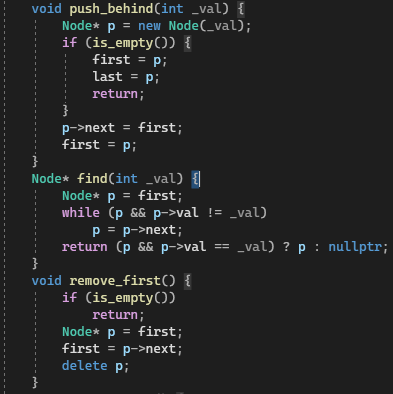 void push_behind(int _val) {
Node* p = new Node(_val);
if (is_empty()) {
first = p;
last = p;
return;
}
p->next = first;
first = p;
}
Node* find(int _val) {
Node* p = first;
while (p && p->val != _val)
p = p->next;
return (p && p->val == _val) ? p : nullptr;
}
void remove_first() {
if (is_empty())
return;
Node* p = first;
first = p->next;
delete p;
}